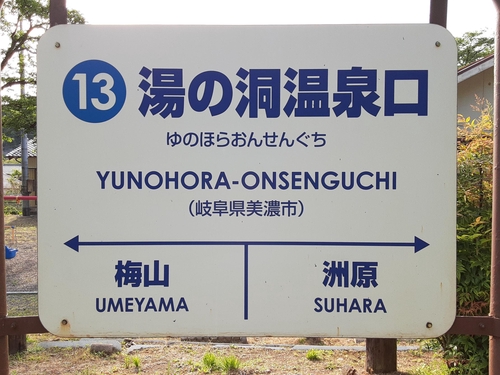 13 湯の洞温泉口
ゆのほらおんせんぐち
YUNOHORA-ONSENGUCHI
(岐阜県美濃市)
梅山 洲原
UMEYAMA SUHARA